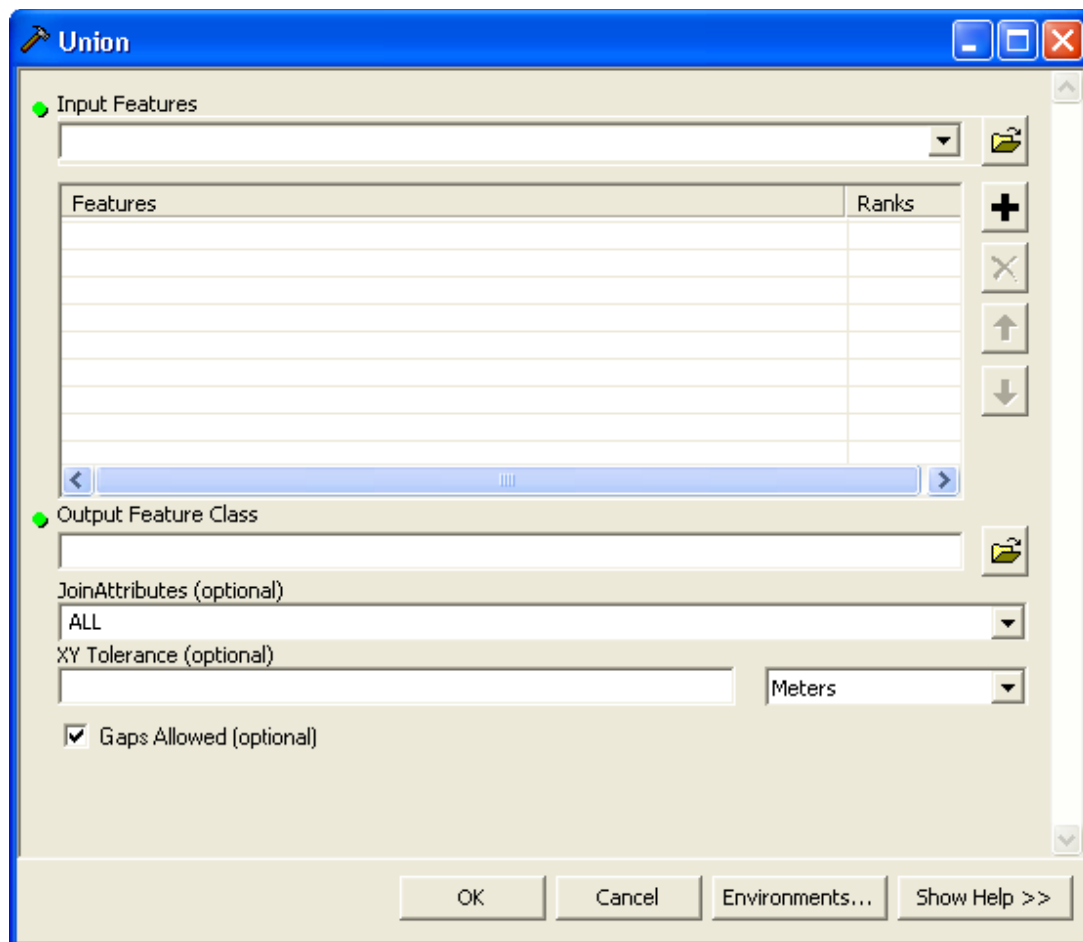 Union
Input Features
Features Ranks
Output Feature Class
JoinAttributes (optional)
ALL
XY Tolerance (optional)
Meters
Gaps Allowed (optional)
OK Cancel Environments... Show Help >>